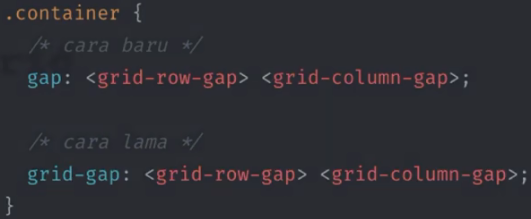 .container {
/* cara baru */
gap: <grid-row-gap> <grid-column-gap>;
/* cara lama */
grid-gap: <grid-row-gap> <grid-column-gap>;
}